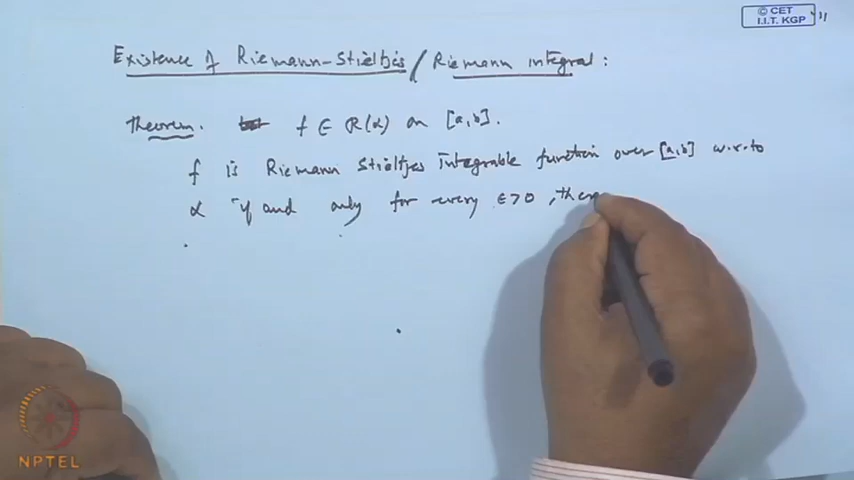 © CET
I.I.T. KGP
Existence of Riemann-Stieltjes / Riemann integral :
Theorem. f ∈ R(α) on [a,b].
f is Riemann Stieltjes integrable function over [a,b] w.r.to
α if and only for every ε>0, there
NPTEL